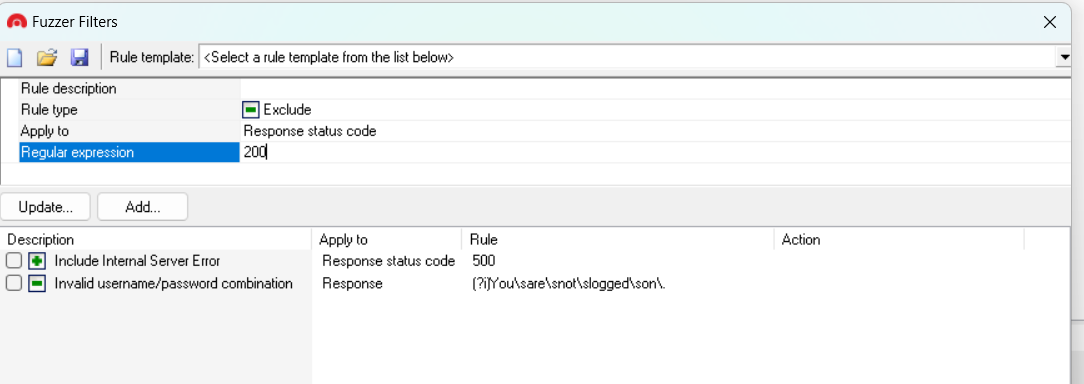 Fuzzer Filters
Rule template: <Select a rule template from the list below>
Rule description
Rule type Exclude
Apply to Response status code
Regular expression 200
Update... Add...
Description Apply to Rule Action
Include Internal Server Error Response status code 500
Invalid username/password combination Response (?i)You\sare\snot\slogged\son\.